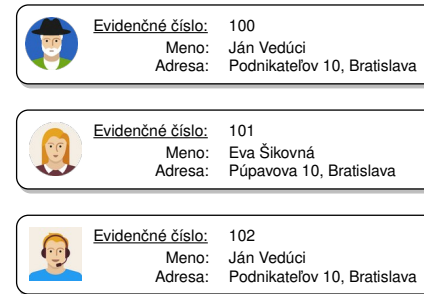 Evidenčné číslo: 100
Meno: Ján Vedúci
Adresa: Podnikateľov 10, Bratislava
Evidenčné číslo: 101
Meno: Eva Šikovná
Adresa: Púpavova 10, Bratislava
Evidenčné číslo: 102
Meno: Ján Vedúci
Adresa: Podnikateľov 10, Bratislava